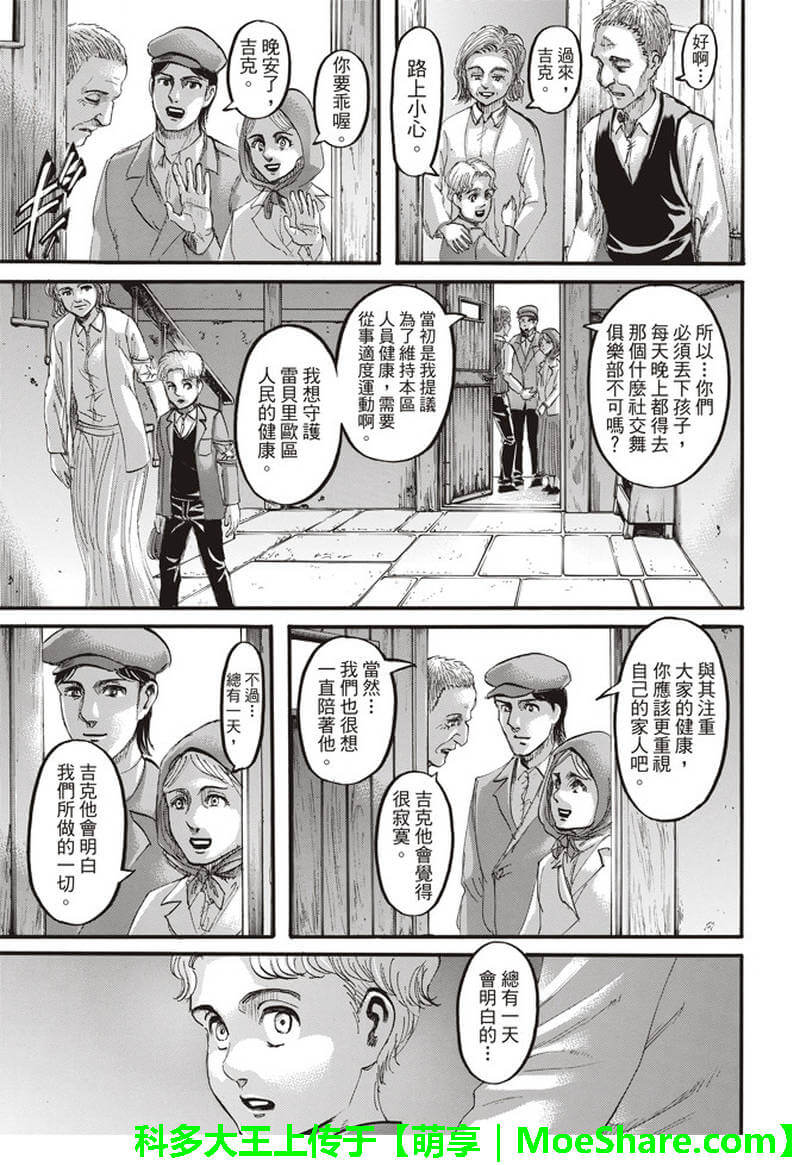 好啊…
過來，
吉克。
路上小心。
你要乖喔。
晚安了，
吉克。
所以…你們
必須丟下孩子，
每天晚上都得去
那個什麼社交舞
俱樂部不可嗎？
當初是我提議
為了維持本區
人員健康，需要
從事適度運動啊。
我想守護
雷貝里歐區
人民的健康。
與其注重
大家的健康，
你應該更重視
自己的家人吧。
當然…
我們也很想
一直陪著他。
吉克他會覺得
很寂寞。
不過…
總有一天，
吉克他會明白
我們所做的一切。
總有一天
會明白的…
科多大王上传于【萌享】| MoeShare.com】